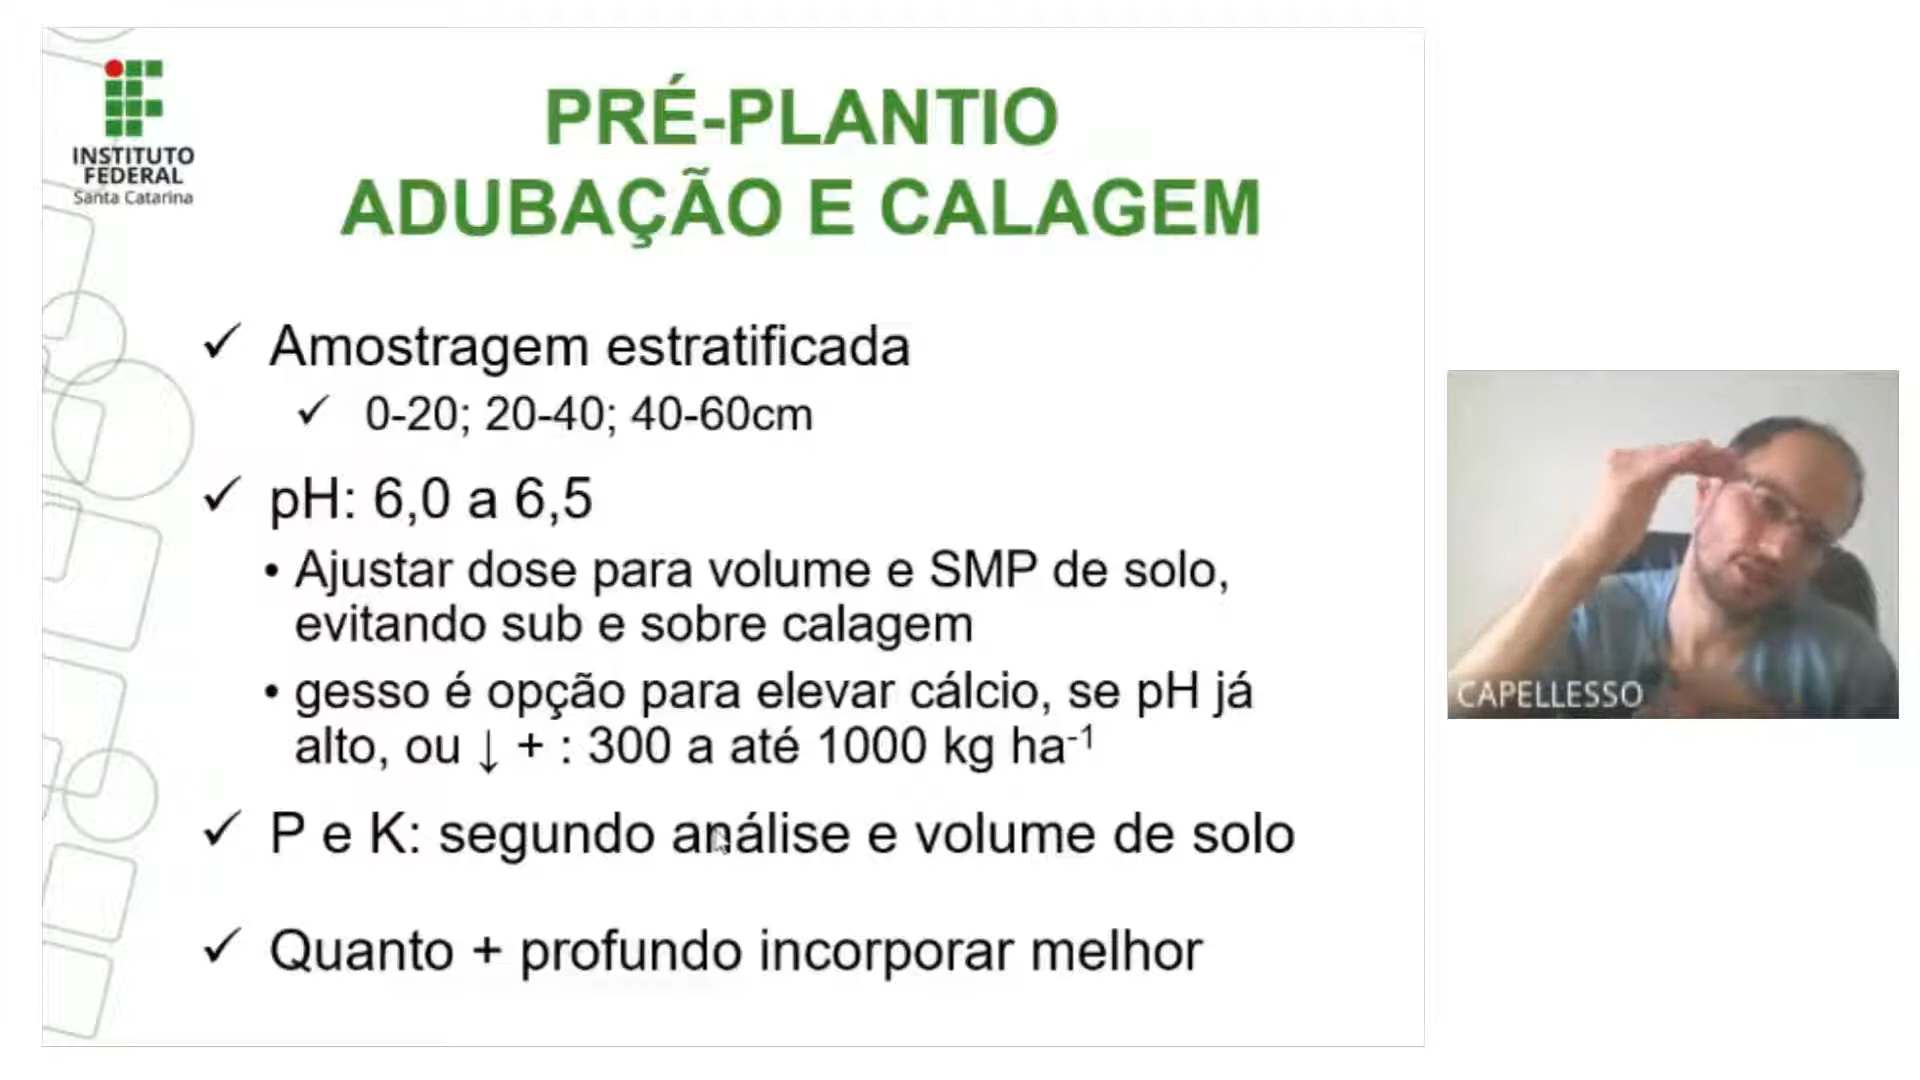 INSTITUTO
FEDERAL
Santa Catarina
PRÉ-PLANTIO
ADUBAÇÃO E CALAGEM
✓ Amostragem estratificada
✓ 0-20; 20-40; 40-60cm
✓ pH: 6,0 a 6,5
• Ajustar dose para volume e SMP de solo,
evitando sub e sobre calagem
• gesso é opção para elevar cálcio, se pH já
alto, ou ↓ + : 300 a até 1000 kg ha⁻¹
✓ P e K: segundo análise e volume de solo
✓ Quanto + profundo incorporar melhor
CAPELLESSO